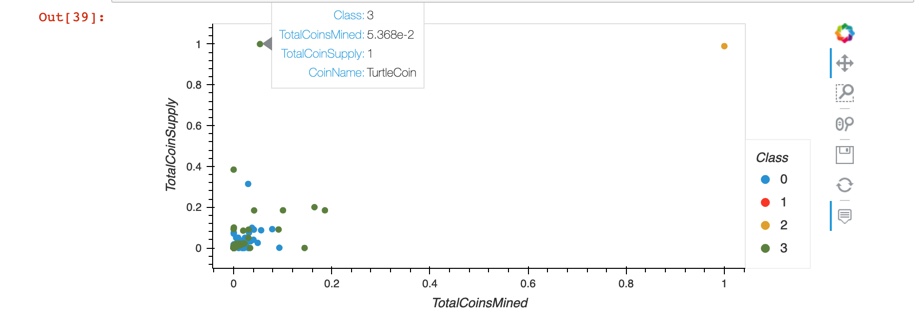 Out[39]:
Class: 3
TotalCoinsMined: 5.368e-2
TotalCoinSupply: 1
CoinName: TurtleCoin
TotalCoinSupply
1
0.8
0.6
0.4
0.2
0
0 0.2 0.4 0.6 0.8 1
TotalCoinsMined
Class
0
1
2
3